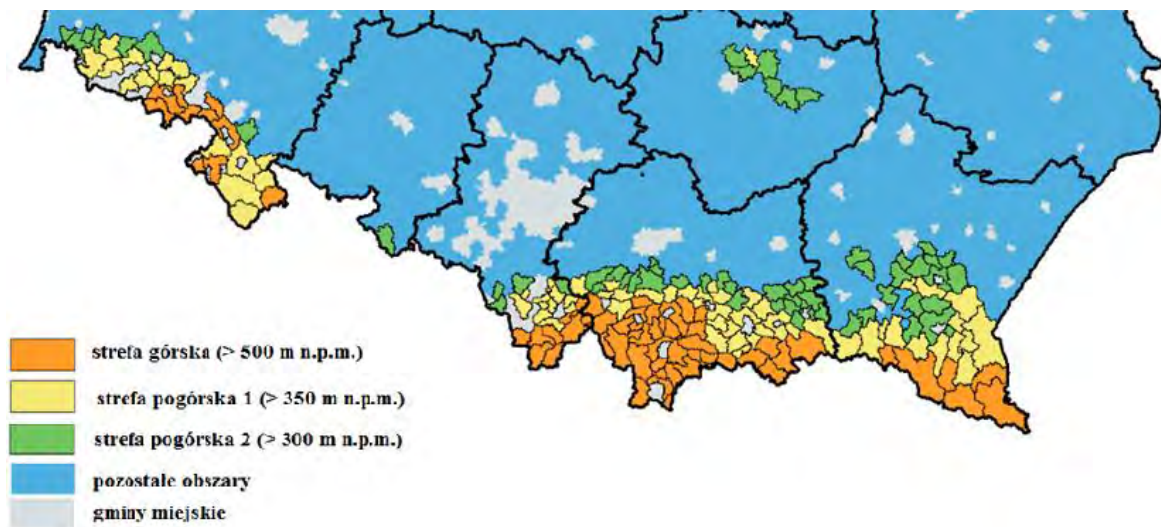 strefa górska (> 500 m n.p.m.)
strefa pogórska 1 (> 350 m n.p.m.)
strefa pogórska 2 (> 300 m n.p.m.)
pozostałe obszary
gminy miejskie